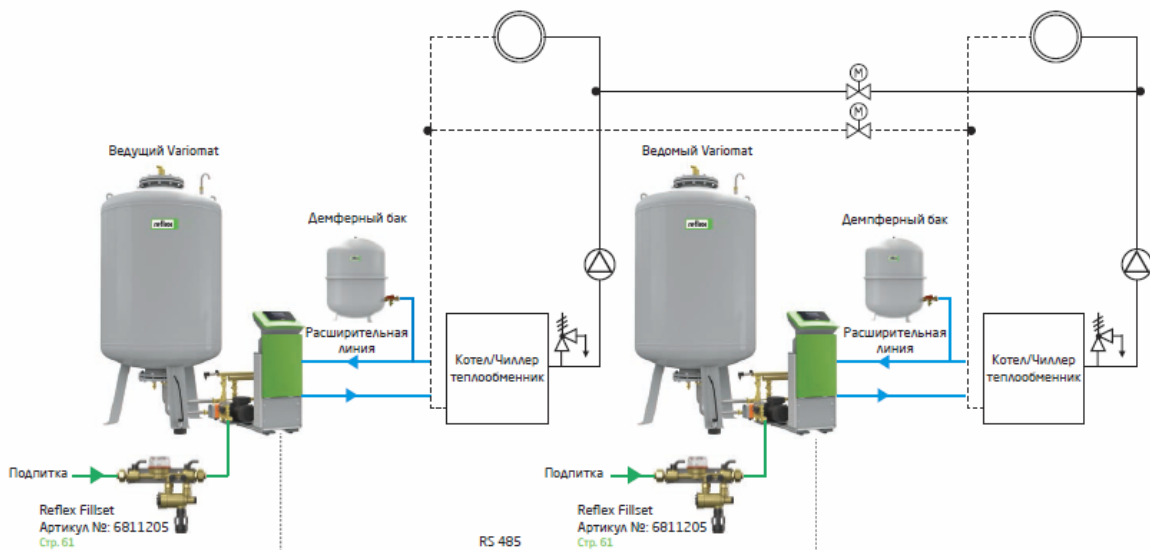 M
M
Ведущий Variomat
Ведомый Variomat
reflex
reflex
Демферный бак
Демпферный бак
Расширительная
линия
Расширительная
линия
Котел/Чиллер
теплообменник
Котел/Чиллер
теплообменник
Подпитка
Подпитка
Reflex Fillset
Артикул №: 6811205
Стр. 61
Reflex Fillset
Артикул №: 6811205
Стр. 61
RS 485